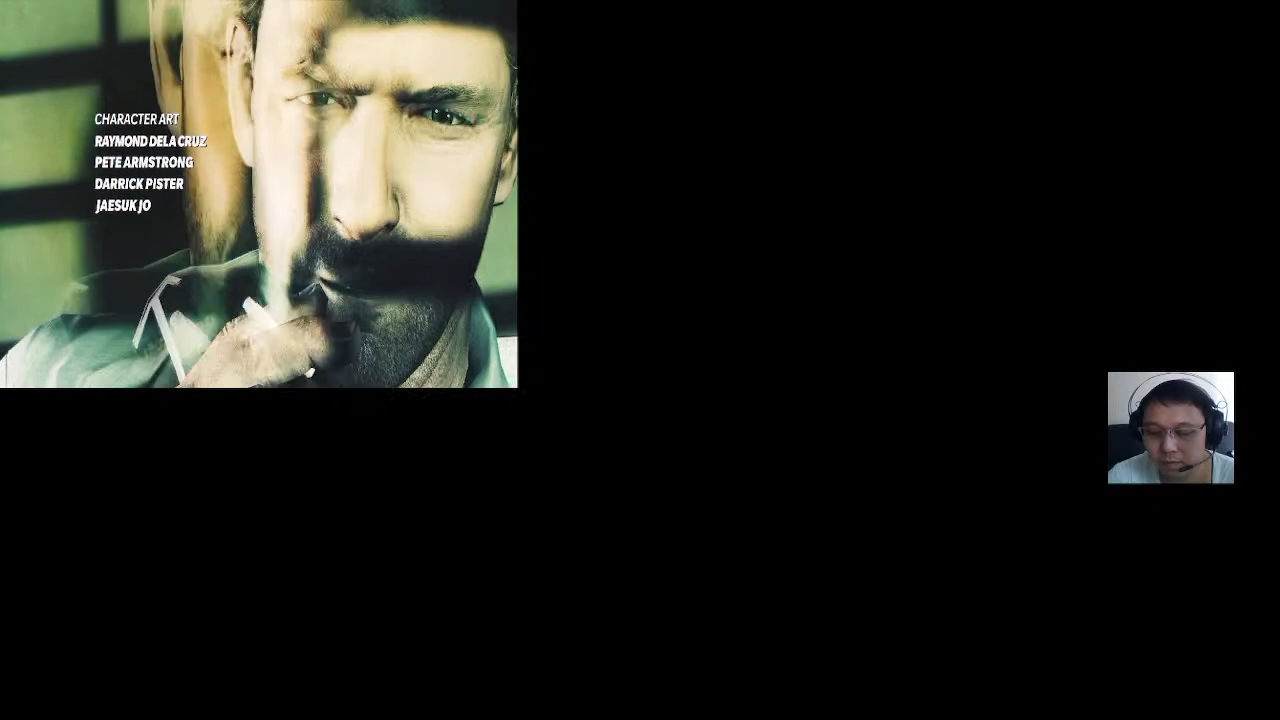 CHARACTER ART
RAYMOND DELA CRUZ
PETE ARMSTRONG
DARRICK PISTER
JAESUK JO